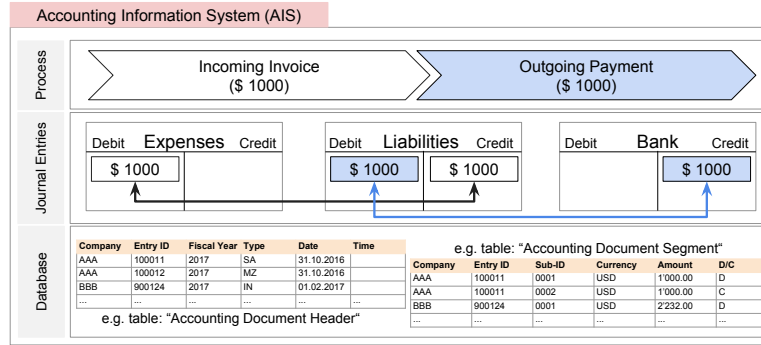 Accounting Information System (AIS)
Process
Incoming Invoice
($ 1000)
Outgoing Payment
($ 1000)
Journal Entries
Debit Expenses Credit
$ 1000
Debit Liabilities Credit
$ 1000 $ 1000
Debit Bank Credit
$ 1000
Database
Company Entry ID Fiscal Year Type Date Time
AAA 100011 2017 SA 31.10.2016
AAA 100012 2017 MZ 31.10.2016
BBB 900124 2017 IN 01.02.2017
... ... ... ... ... ...
e.g. table: “Accounting Document Header“
e.g. table: “Accounting Document Segment“
Company Entry ID Sub-ID Currency Amount D/C
AAA 100011 0001 USD 1’000.00 D
AAA 100011 0002 USD 1’000.00 C
BBB 900124 0001 USD 2’232.00 D
... ... ... ... ... ...